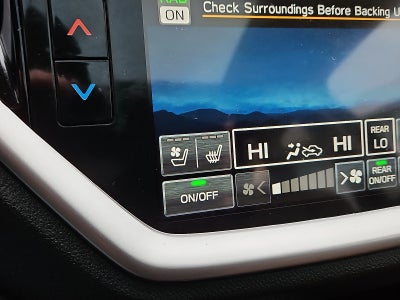 ON
Check Surroundings Before Backing U
HI HI
REAR
LO
ON/OFF
REAR
ON/OFF